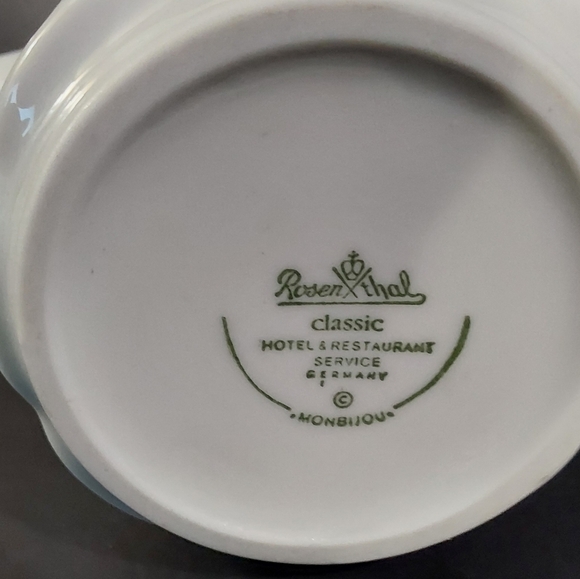 Rosenthal
classic
HOTEL & RESTAURANT
SERVICE
GERMANY
©
•MONBIJOU•